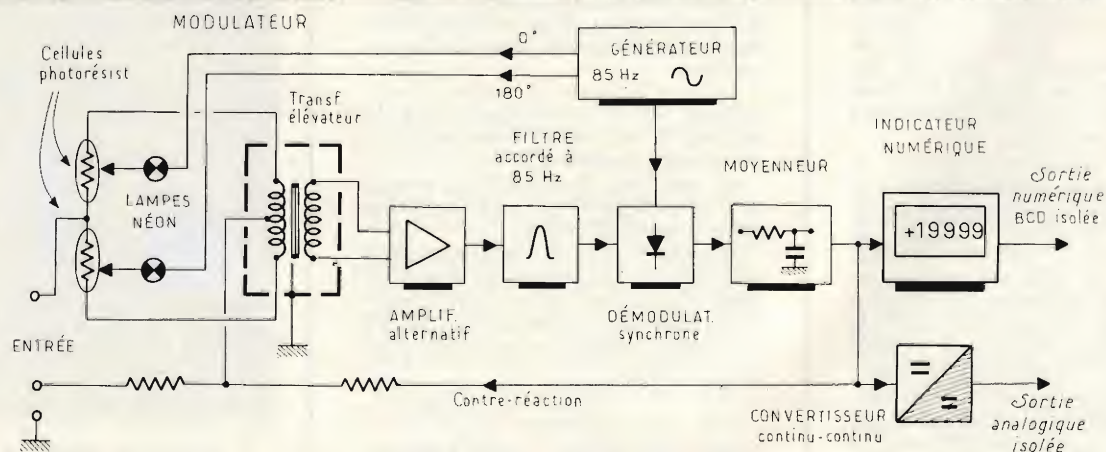 MODULATEUR
Cellules
photorésist
0°
180°
GÉNÉRATEUR
85 Hz
Transf.
élévateur
LAMPES
NÉON
FILTRE
accordé à
85 Hz
MOYENNEUR
INDICATEUR
NUMÉRIQUE
+19999
Sortie
numérique
BCD isolée
AMPLIF.
alternatif
DÉMODULAT.
synchrone
ENTRÉE
Contre-réaction
CONVERTISSEUR
continu-continu
Sortie
analogique
isolée